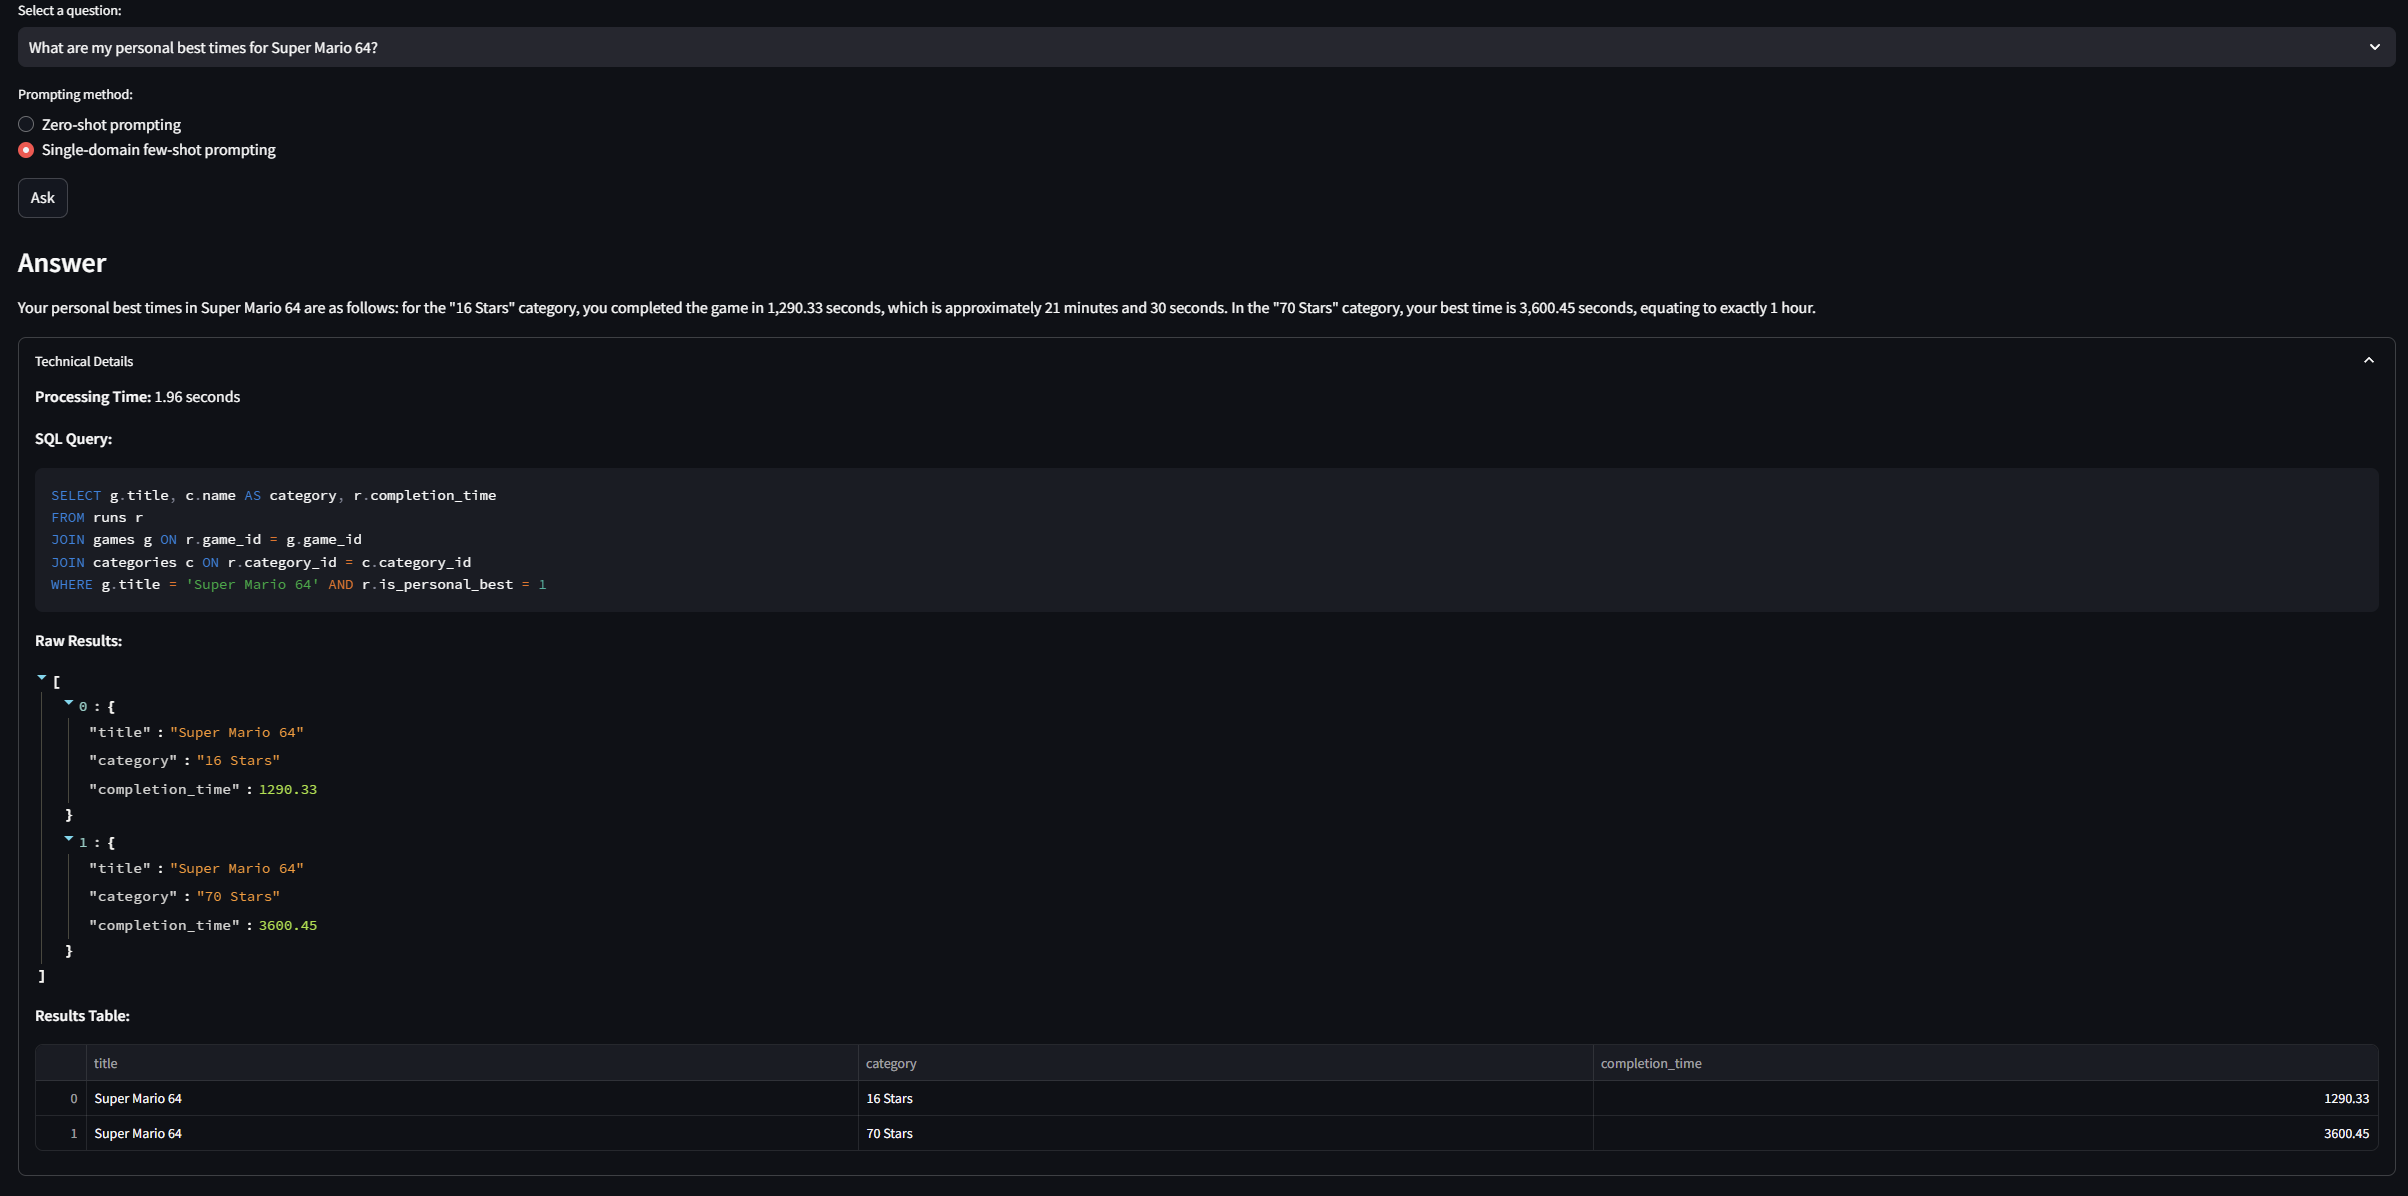 Select a question:
What are my personal best times for Super Mario 64?
Prompting method:
Zero-shot prompting
Single-domain few-shot prompting
Ask
Answer
Your personal best times in Super Mario 64 are as follows: for the "16 Stars" category, you completed the game in 1,290.33 seconds, which is approximately 21 minutes and 30 seconds. In the "70 Stars" category, your best time is 3,600.45 seconds, equating to exactly 1 hour.
Technical Details
Processing Time: 1.96 seconds
SQL Query:
SELECT g.title, c.name AS category, r.completion_time
FROM runs r
JOIN games g ON r.game_id = g.game_id
JOIN categories c ON r.category_id = c.category_id
WHERE g.title = 'Super Mario 64' AND r.is_personal_best = 1
Raw Results:
[
0 : {
"title" : "Super Mario 64"
"category" : "16 Stars"
"completion_time" : 1290.33
}
1 : {
"title" : "Super Mario 64"
"category" : "70 Stars"
"completion_time" : 3600.45
}
]
Results Table:
title category completion_time
0 Super Mario 64 16 Stars 1290.33
1 Super Mario 64 70 Stars 3600.45